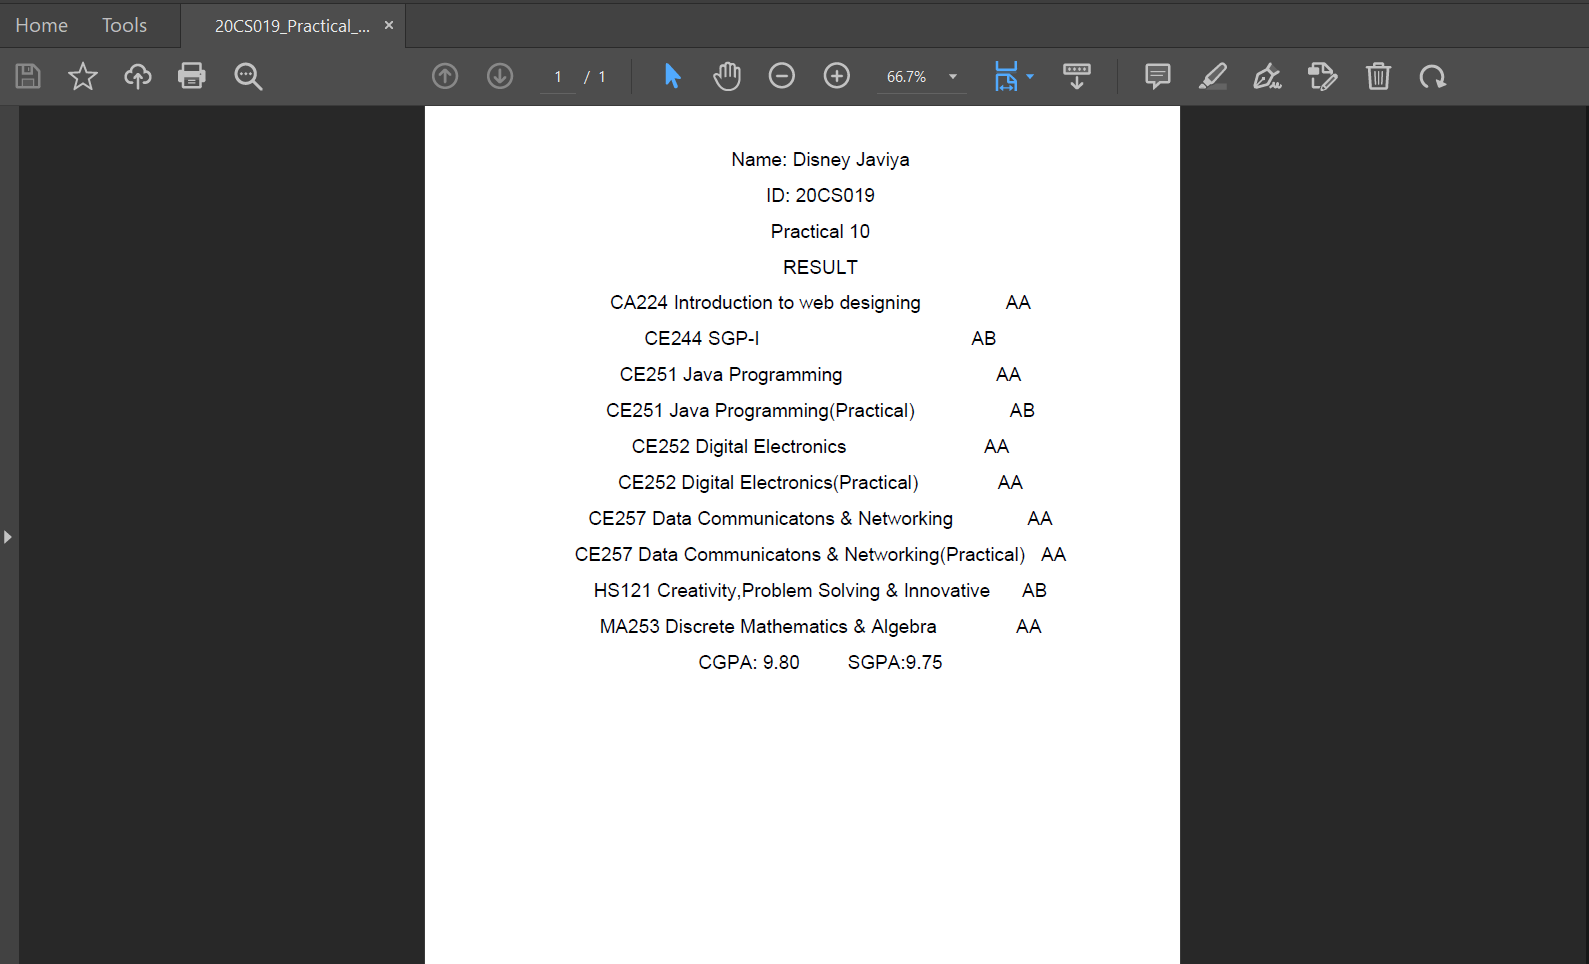 Home Tools 20CS019_Practical_... ×
1 / 1 66.7%
Name: Disney Javiya
ID: 20CS019
Practical 10
RESULT
CA224 Introduction to web designing AA
CE244 SGP-I AB
CE251 Java Programming AA
CE251 Java Programming(Practical) AB
CE252 Digital Electronics AA
CE252 Digital Electronics(Practical) AA
CE257 Data Communicatons & Networking AA
CE257 Data Communicatons & Networking(Practical) AA
HS121 Creativity,Problem Solving & Innovative AB
MA253 Discrete Mathematics & Algebra AA
CGPA: 9.80 SGPA:9.75